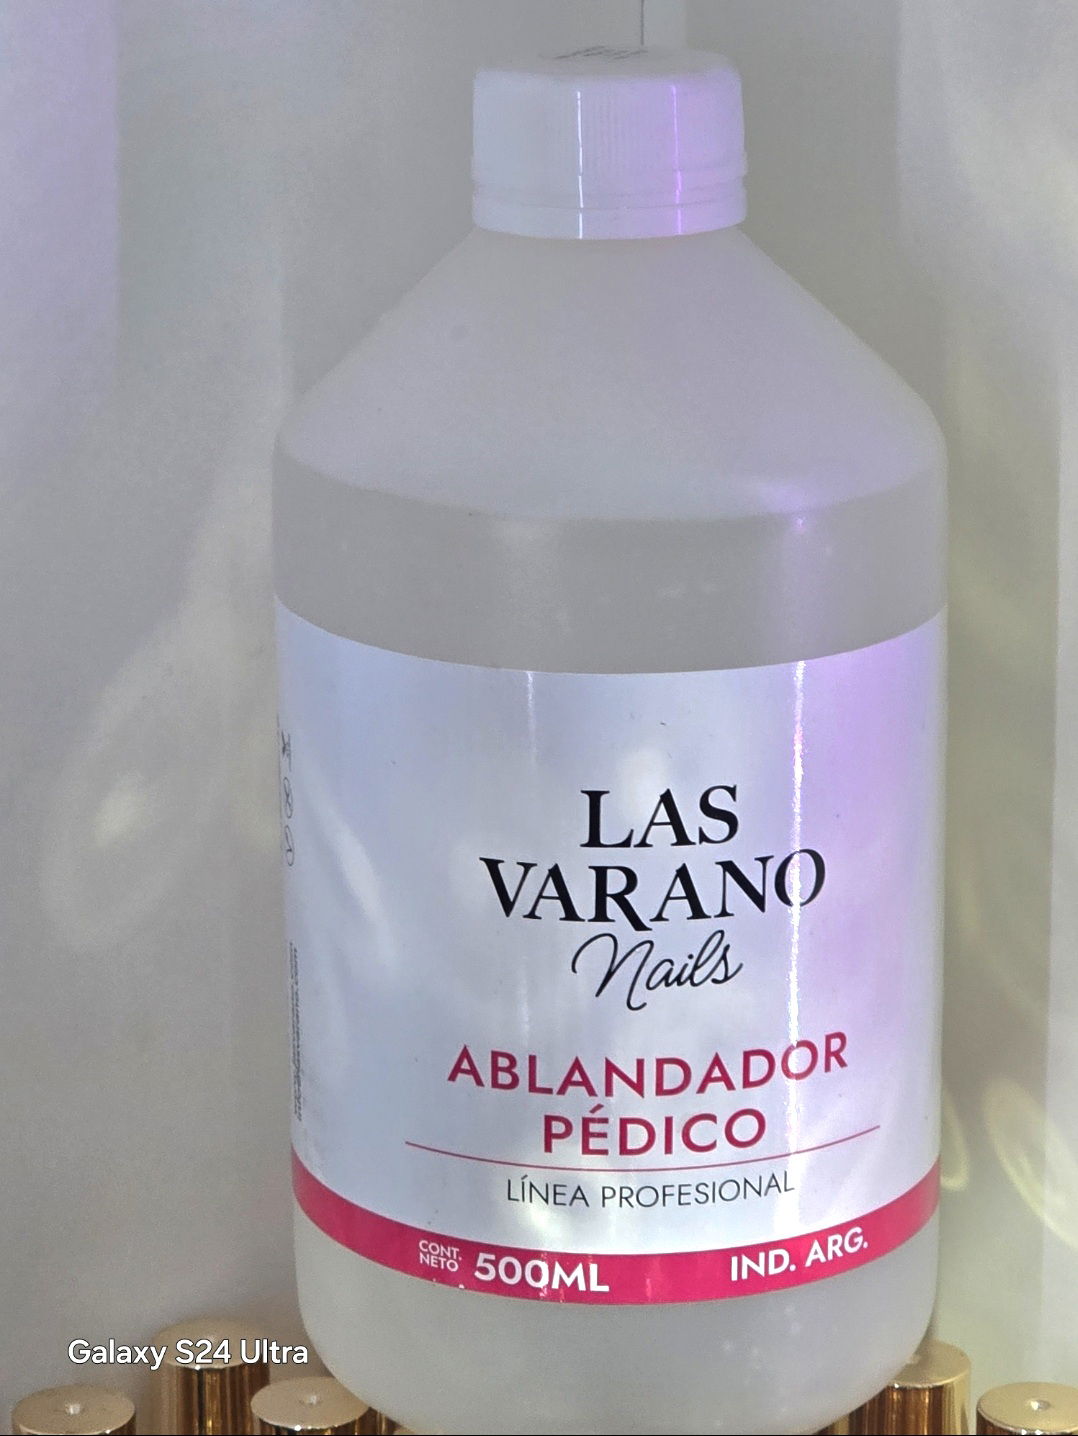 LAS
VARANO
Nails
ABLANDADOR
PÉDICO
LÍNEA PROFESIONAL
CONT.
NETO
500ML
IND. ARG.
Galaxy S24 Ultra